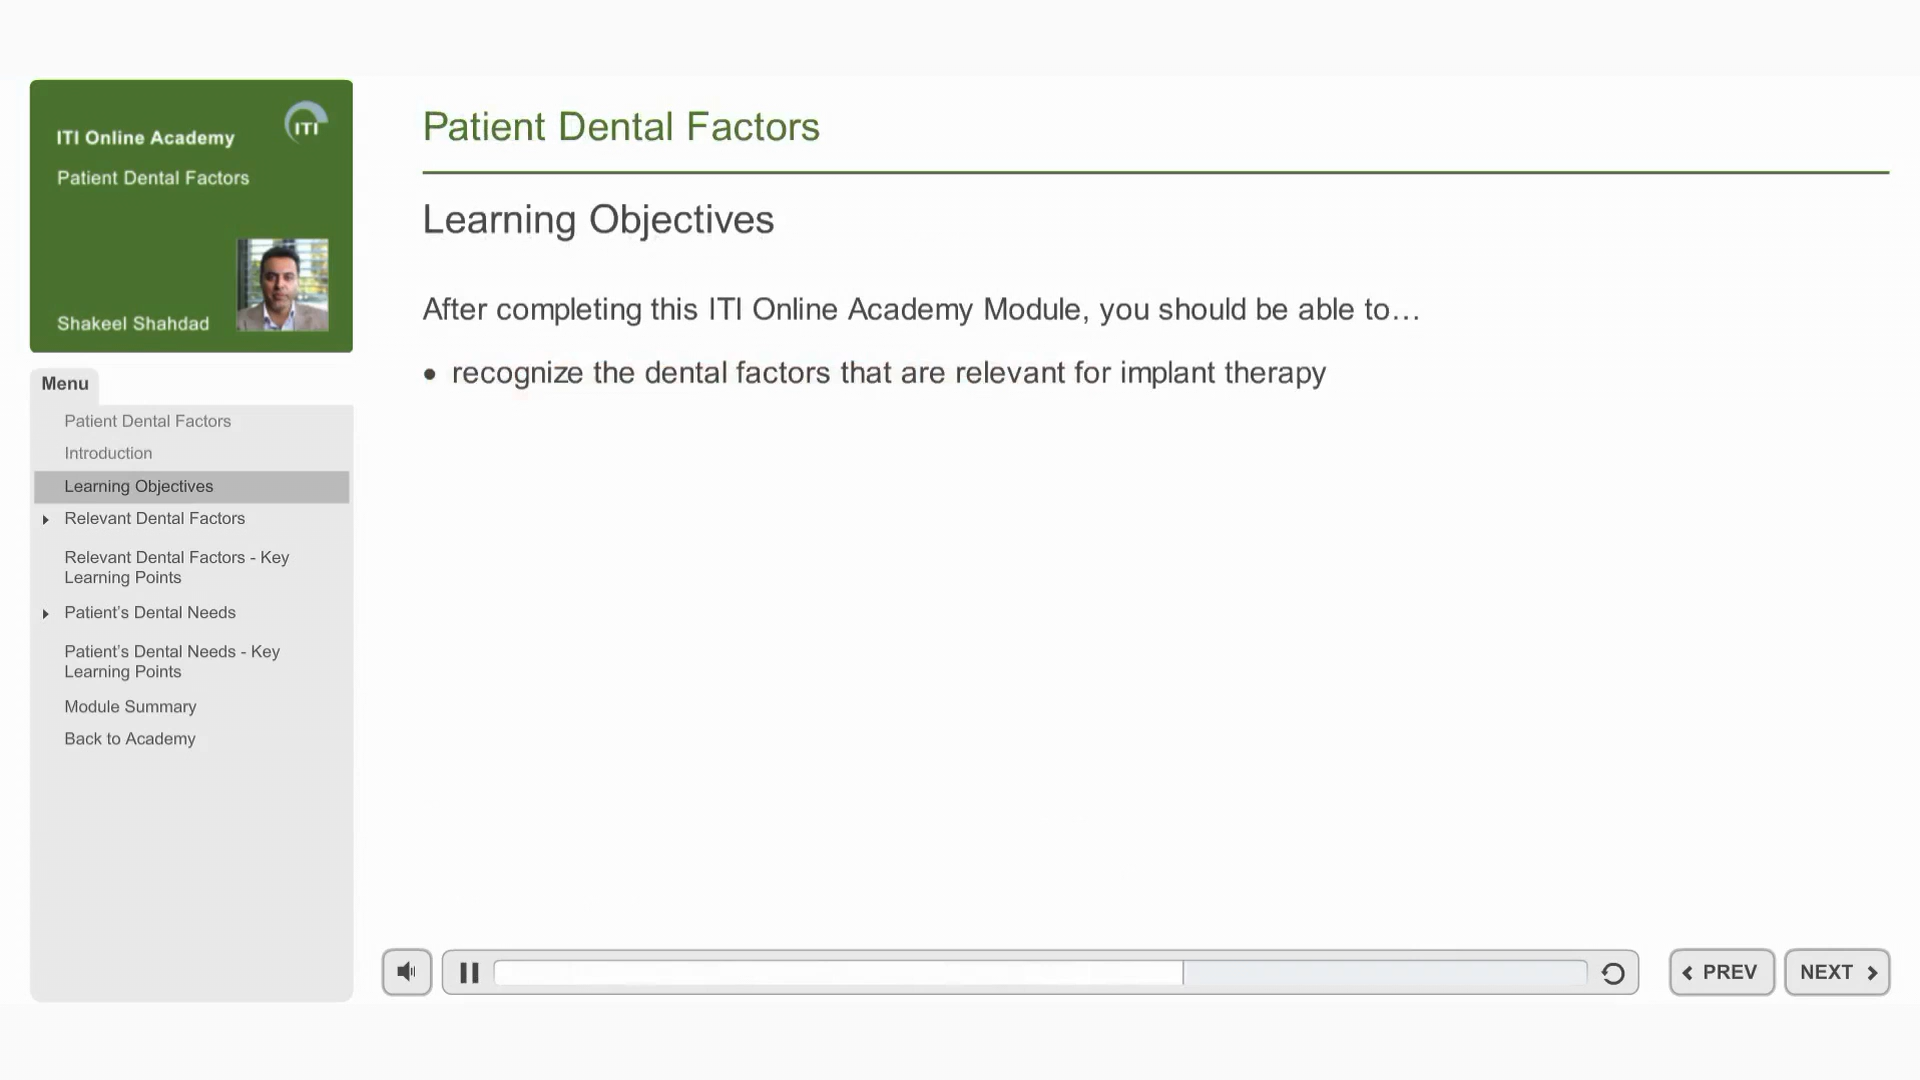 ITI Online Academy
ITI
Patient Dental Factors
Shakeel Shahdad
Menu
Patient Dental Factors
Introduction
Learning Objectives
Relevant Dental Factors
Relevant Dental Factors - Key
Learning Points
Patient’s Dental Needs
Patient’s Dental Needs - Key
Learning Points
Module Summary
Back to Academy
Patient Dental Factors
Learning Objectives
After completing this ITI Online Academy Module, you should be able to…
• recognize the dental factors that are relevant for implant therapy
PREV
NEXT